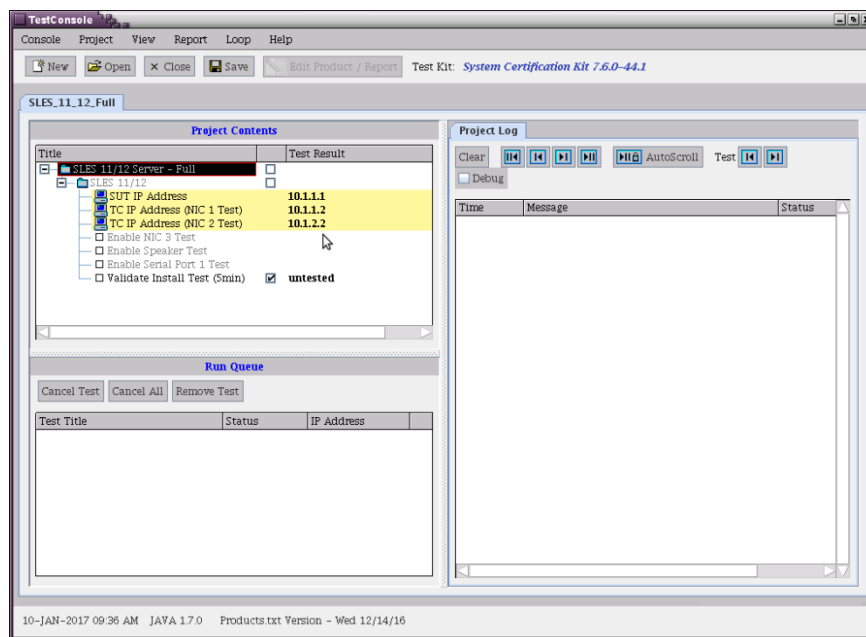 TestConsole
Console Project View Report Loop Help
New Open Close Save Edit Product / Report Test Kit: System Certification Kit 7.6.0-44.1
SLES_11_12_Full
Project Contents
Title Test Result
SLES 11/12 Server - Full
SLES 11/12
SUT IP Address 10.1.1.1
TC IP Address (NIC 1 Test) 10.1.1.2
TC IP Address (NIC 2 Test) 10.1.2.2
Enable NIC 3 Test
Enable Speaker Test
Enable Serial Port 1 Test
Validate Install Test (5min) untested
Run Queue
Cancel Test Cancel All Remove Test
Test Title Status IP Address
Project Log
Clear AutoScroll Test
Debug
Time Message Status
10-JAN-2017 09:36 AM JAVA 1.7.0 Products.txt Version - Wed 12/14/16